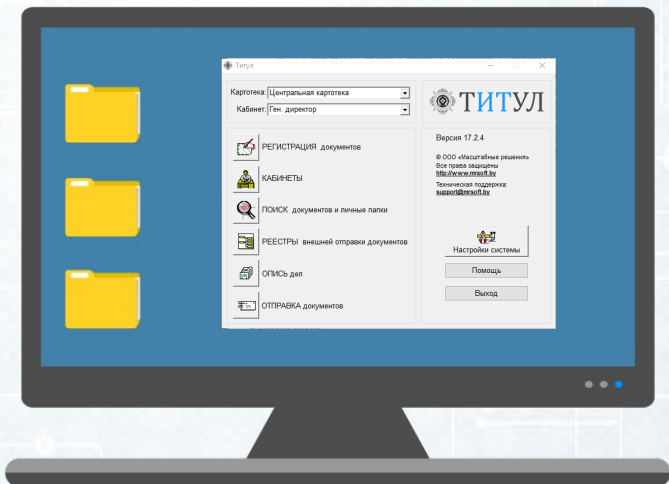 Титул
Картотека: Центральная картотека
Кабинет: Ген. директор
ТИТУЛ
РЕГИСТРАЦИЯ документов
КАБИНЕТЫ
ПОИСК документов и личные папки
РЕЕСТРЫ внешней отправки документов
ОПИСЬ дел
ОТПРАВКА документов
Версия 17.2.4
© ООО «Масштабные решения»
Все права защищены
http://www.mrsoft.by
Техническая поддержка:
support@mrsoft.by
Настройки системы
Помощь
Выход